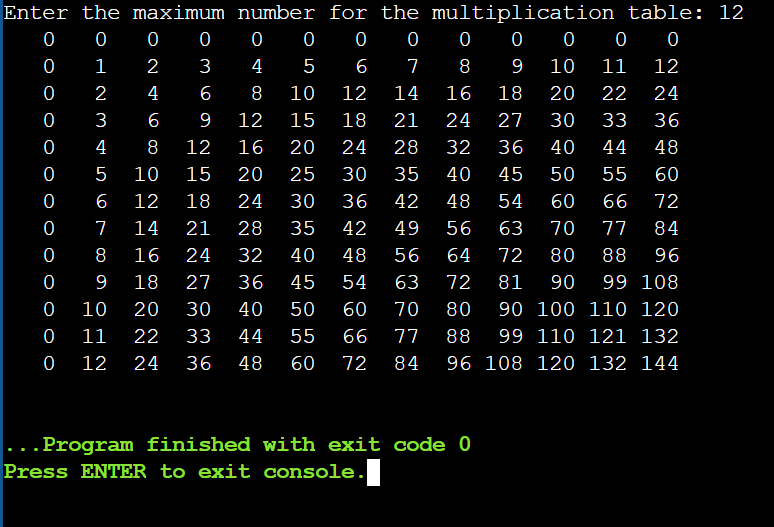 Enter the maximum number for the multiplication table: 12
0 0 0 0 0 0 0 0 0 0 0 0 0
0 1 2 3 4 5 6 7 8 9 10 11 12
0 2 4 6 8 10 12 14 16 18 20 22 24
0 3 6 9 12 15 18 21 24 27 30 33 36
0 4 8 12 16 20 24 28 32 36 40 44 48
0 5 10 15 20 25 30 35 40 45 50 55 60
0 6 12 18 24 30 36 42 48 54 60 66 72
0 7 14 21 28 35 42 49 56 63 70 77 84
0 8 16 24 32 40 48 56 64 72 80 88 96
0 9 18 27 36 45 54 63 72 81 90 99 108
0 10 20 30 40 50 60 70 80 90 100 110 120
0 11 22 33 44 55 66 77 88 99 110 121 132
0 12 24 36 48 60 72 84 96 108 120 132 144
...Program finished with exit code 0
Press ENTER to exit console.